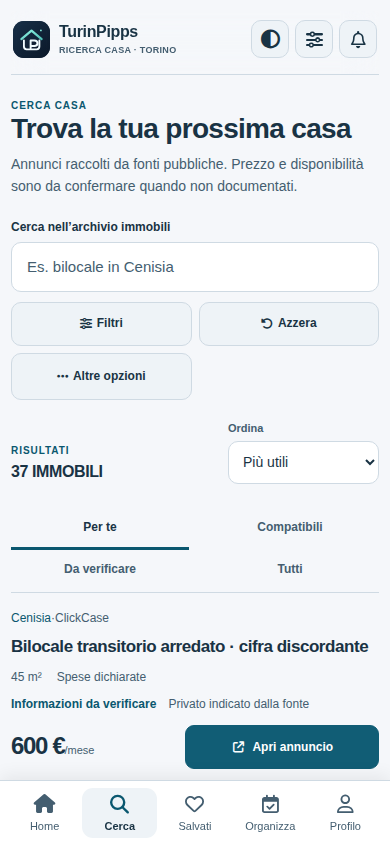 TurinPipps
RICERCA CASA · TORINO
CERCA CASA
Trova la tua prossima casa
Annunci raccolti da fonti pubbliche. Prezzo e disponibilità
sono da confermare quando non documentati.
Cerca nell’archivio immobili
Es. bilocale in Cenisia
Filtri
Azzera
Altre opzioni
Ordina
RISULTATI
37 IMMOBILI
Più utili
Per te
Compatibili
Da verificare
Tutti
Cenisia·ClickCase
Bilocale transitorio arredato · cifra discordante
45 m² Spese dichiarate
Informazioni da verificare Privato indicato dalla fonte
600 €/mese
Apri annuncio
Home
Cerca
Salvati
Organizza
Profilo